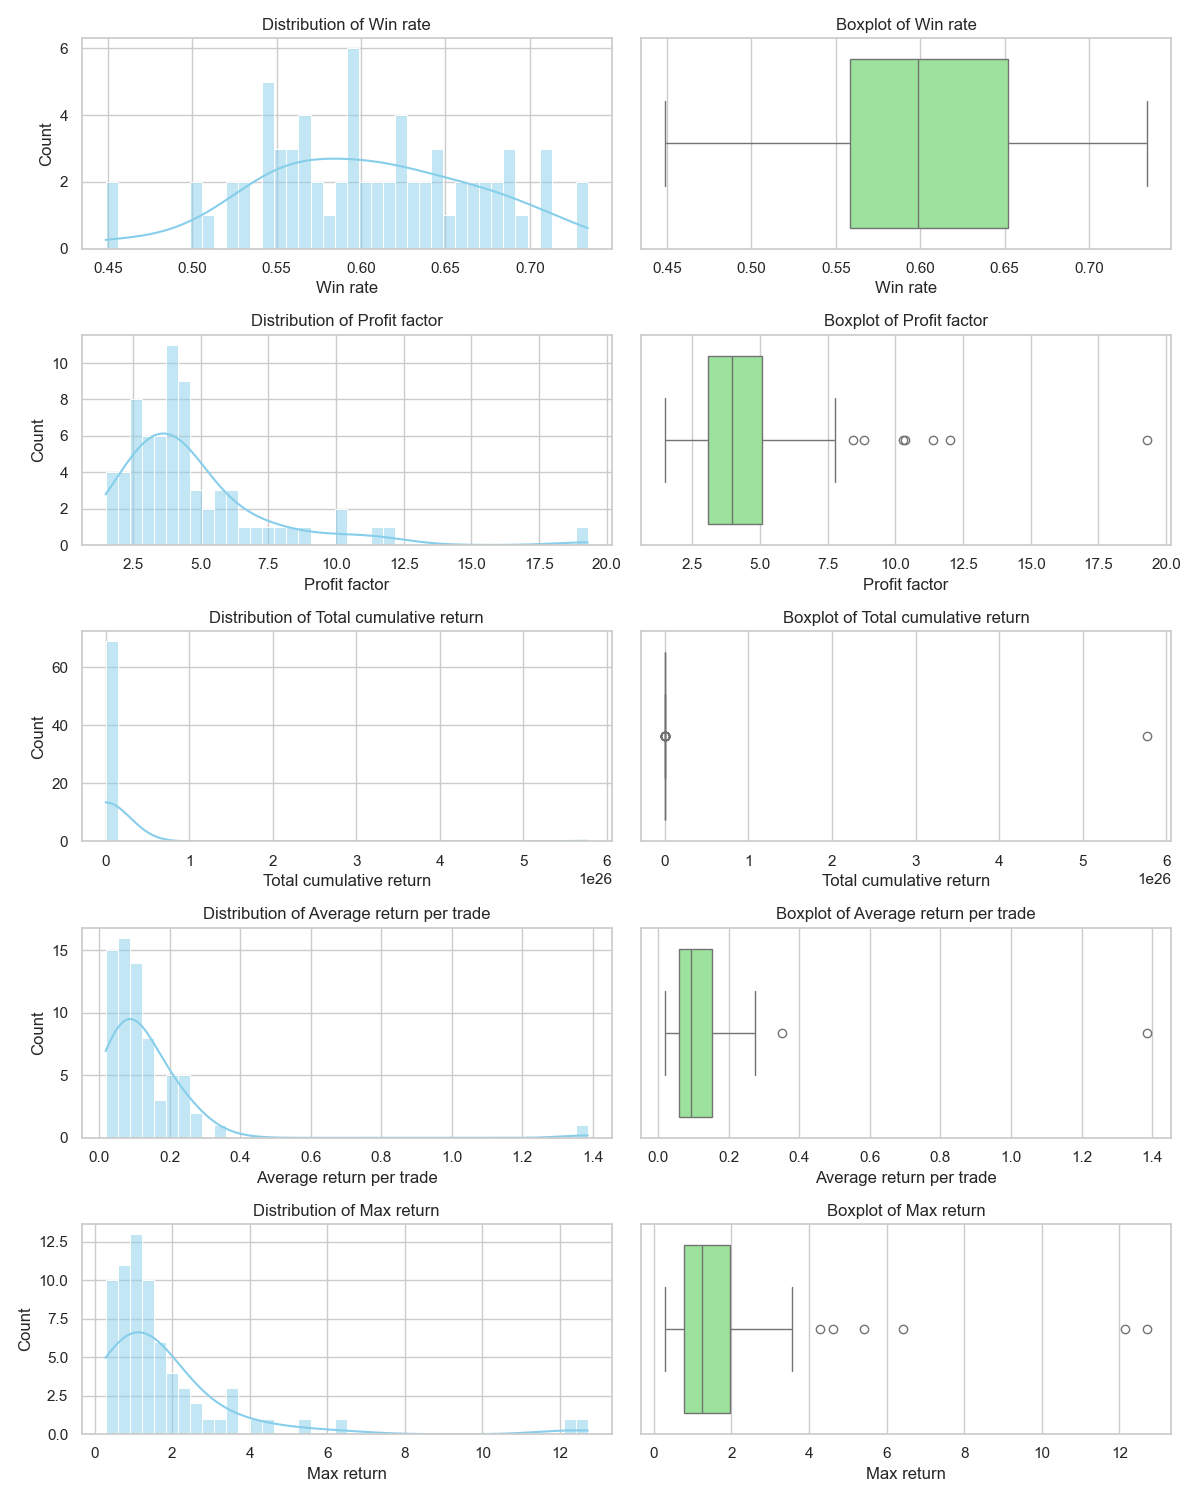 Distribution of Win rate
Boxplot of Win rate
6
4
2
0
Count
0.45 0.50 0.55 0.60 0.65 0.70
Win rate
0.45 0.50 0.55 0.60 0.65 0.70
Win rate
Distribution of Profit factor
Boxplot of Profit factor
10
8
6
4
2
0
Count
2.5 5.0 7.5 10.0 12.5 15.0 17.5 20.0
Profit factor
2.5 5.0 7.5 10.0 12.5 15.0 17.5 20.0
Profit factor
Distribution of Total cumulative return
Boxplot of Total cumulative return
60
40
20
0
Count
0 1 2 3 4 5 6
1e26
Total cumulative return
0 1 2 3 4 5 6
1e26
Total cumulative return
Distribution of Average return per trade
Boxplot of Average return per trade
15
10
5
0
Count
0.0 0.2 0.4 0.6 0.8 1.0 1.2 1.4
Average return per trade
0.0 0.2 0.4 0.6 0.8 1.0 1.2 1.4
Average return per trade
Distribution of Max return
Boxplot of Max return
12.5
10.0
7.5
5.0
2.5
0.0
Count
0 2 4 6 8 10 12
Max return
0 2 4 6 8 10 12
Max return